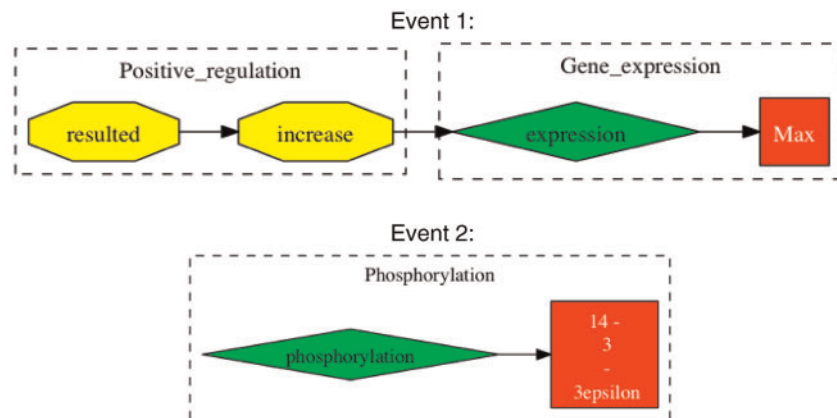 Event 1:
Positive_regulation
Gene_expression
resulted
increase
expression
Max
Event 2:
Phosphorylation
phosphorylation
14 -
3
-
3epsilon